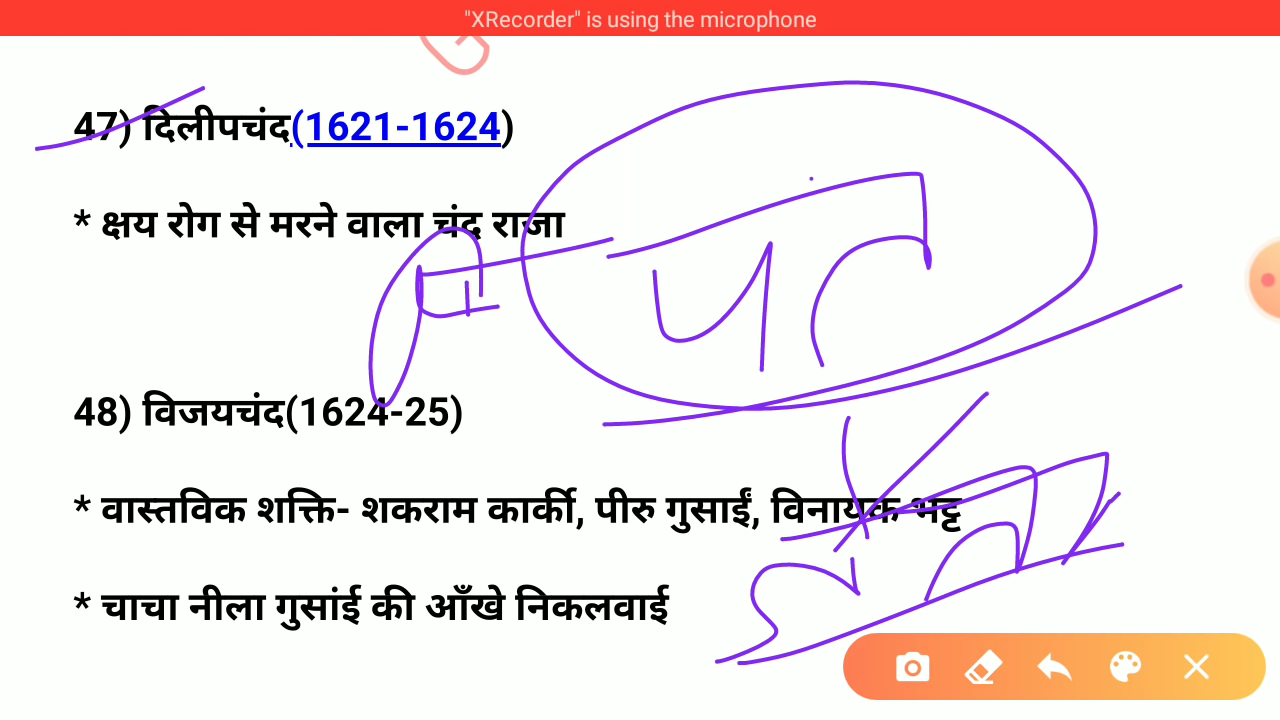 "XRecorder" is using the microphone
47) दिलीपचंद(1621-1624)
* क्षय रोग से मरने वाला चंद राजा
48) विजयचंद(1624-25)
* वास्तविक शक्ति- शकराम कार्की, पीरु गुसाईं, विनायक भट्ट
* चाचा नीला गुसांई की आँखे निकलवाई